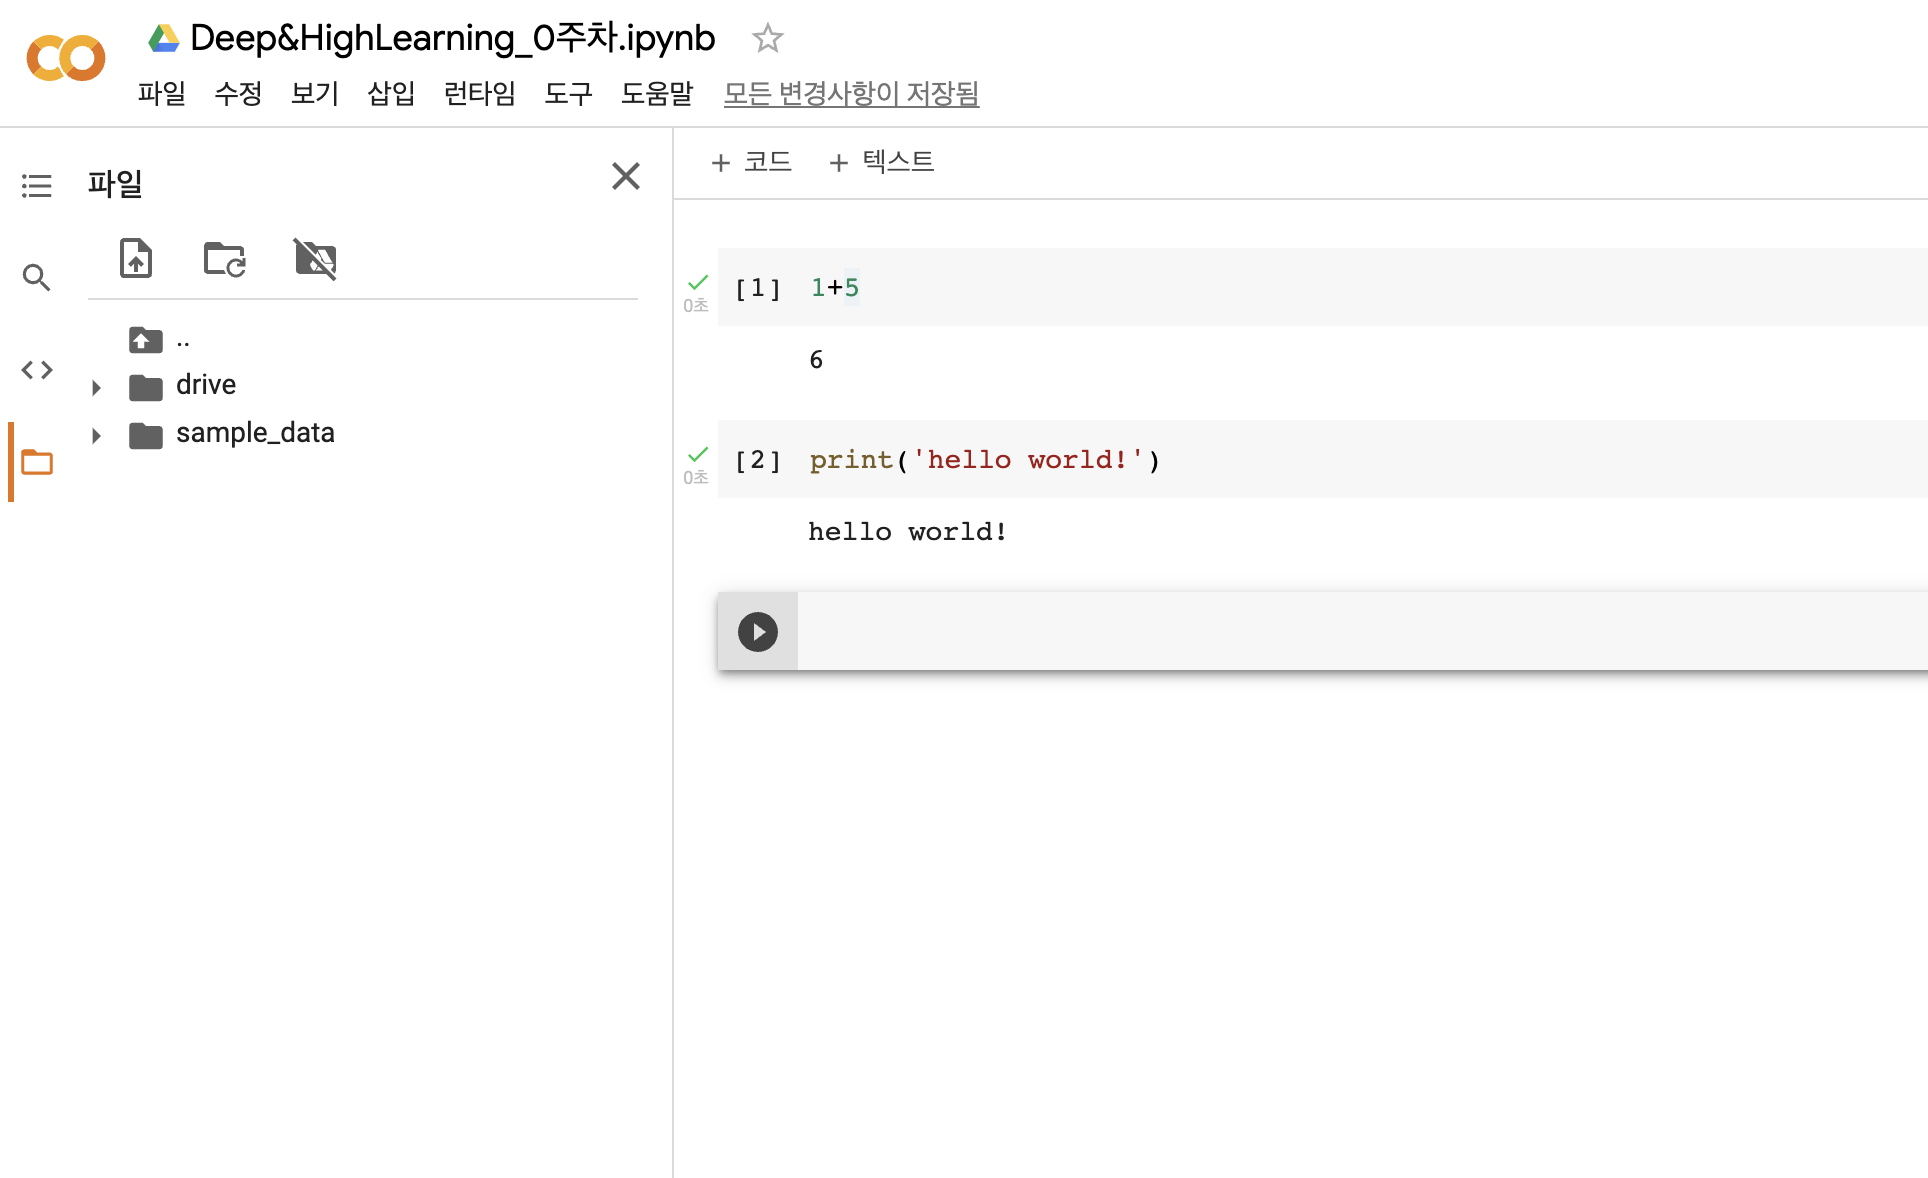 Deep&HighLearning_0주차.ipynb
파일 수정 보기 삽입 런타임 도구 도움말 모든 변경사항이 저장됨
파일
..
drive
sample_data
+ 코드 + 텍스트
[1] 1+5
0초
6
[2] print('hello world!')
0초
hello world!